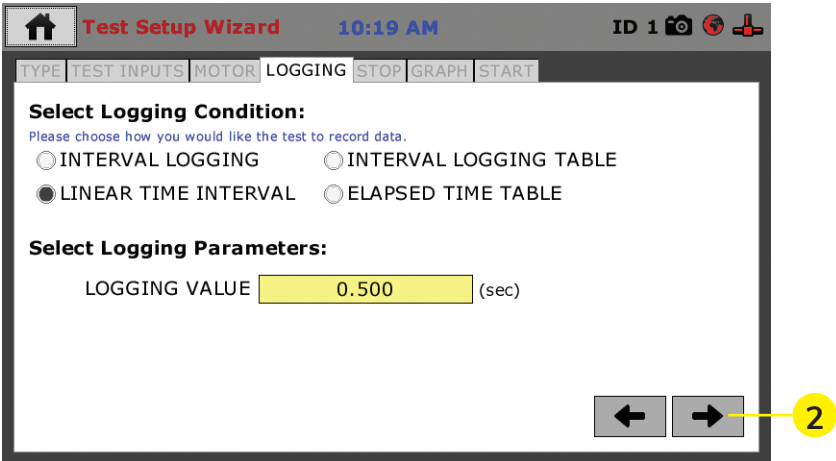 Test Setup Wizard 10:19 AM ID 1
TYPE TEST INPUTS MOTOR LOGGING STOP GRAPH START
Select Logging Condition:
Please choose how you would like the test to record data.
INTERVAL LOGGING INTERVAL LOGGING TABLE
LINEAR TIME INTERVAL ELAPSED TIME TABLE
Select Logging Parameters:
LOGGING VALUE 0.500 (sec)
2